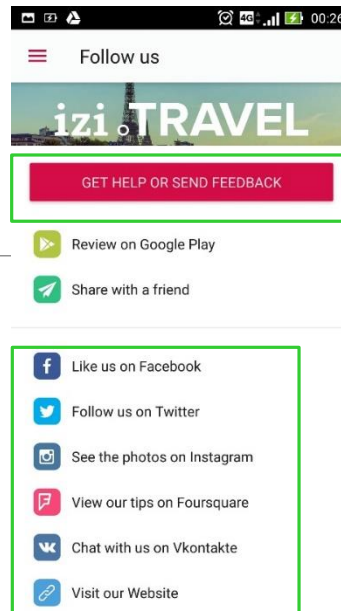 4G 00:26
Follow us
izi.TRAVEL
GET HELP OR SEND FEEDBACK
Review on Google Play
Share with a friend
f Like us on Facebook
Follow us on Twitter
See the photos on Instagram
View our tips on Foursquare
Chat with us on Vkontakte
Visit our Website